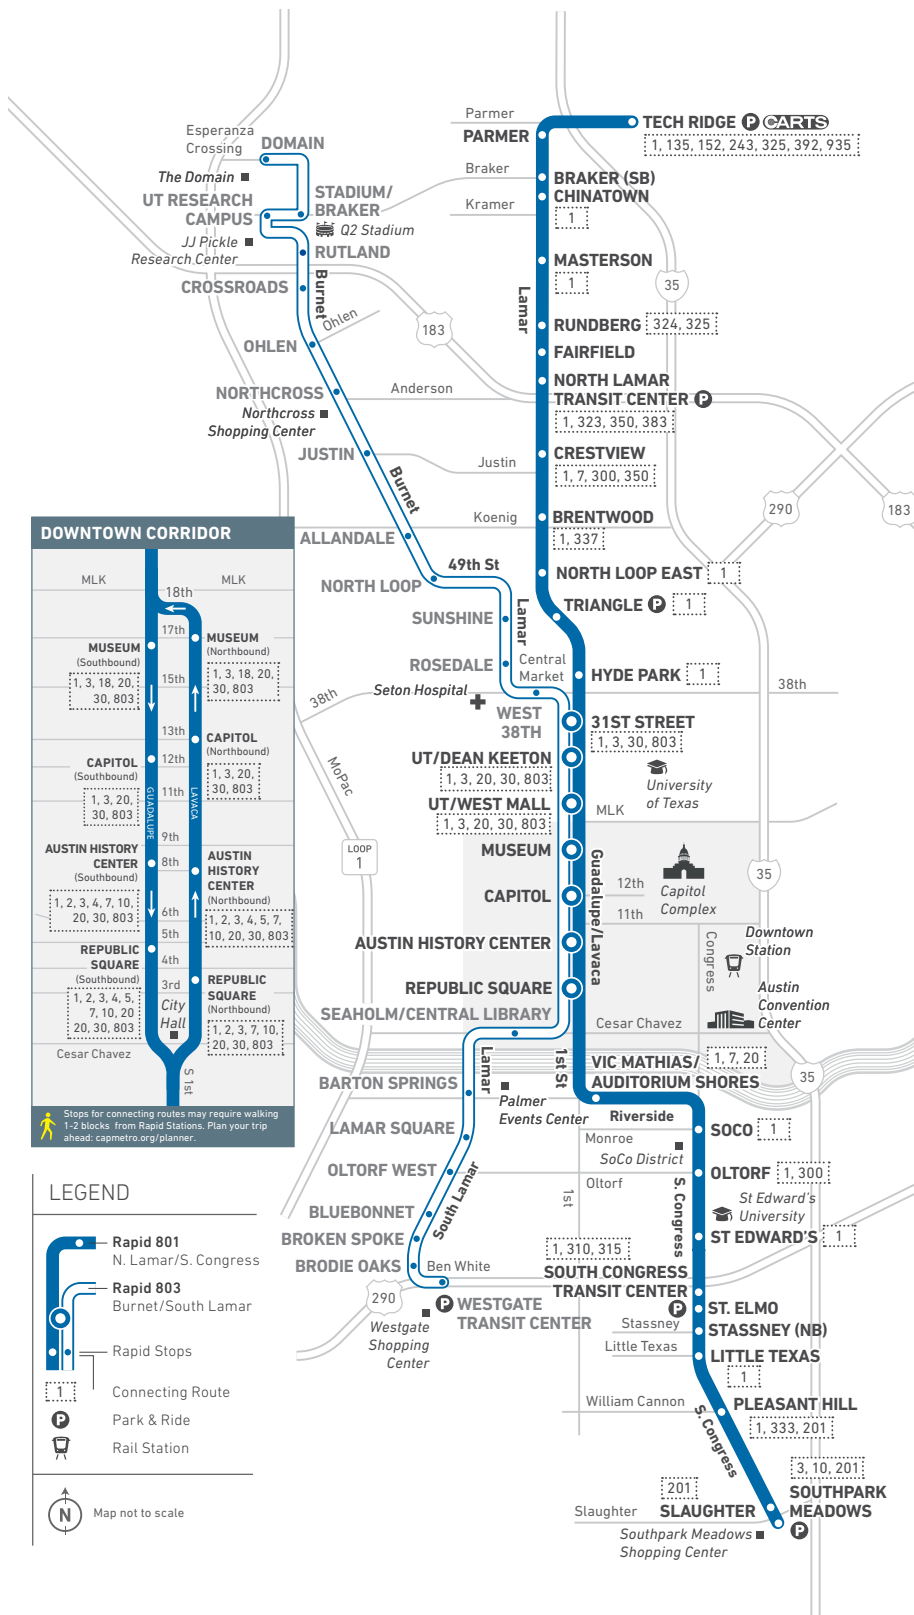 Parmer
TECH RIDGE P CARTS
PARMER
1, 135, 152, 243, 325, 392, 935
Esperanza
Crossing
DOMAIN
The Domain
Braker
BRAKER (SB)
CHINATOWN
1
Kramer
UT RESEARCH
CAMPUS
STADIUM/
BRAKER
Q2 Stadium
JJ Pickle
Research Center
RUTLAND
MASTERSON
1
CROSSROADS
Burnet
Lamar
35
RUNDBERG 324, 325
183
Ohlen
OHLEN
FAIRFIELD
NORTH LAMAR
TRANSIT CENTER P
1, 323, 350, 383
NORTHCROSS
Anderson
Northcross
Shopping Center
JUSTIN
Justin
CRESTVIEW
1, 7, 300, 350
Burnet
290
183
Koenig
BRENTWOOD
1, 337
ALLANDALE
49th St
NORTH LOOP
NORTH LOOP EAST 1
TRIANGLE P 1
SUNSHINE
Lamar
ROSEDALE
Central
Market
HYDE PARK 1
38th
38th
Seton Hospital
WEST
38TH
31ST STREET
1, 3, 30, 803
UT/DEAN KEETON
1, 3, 20, 30, 803
University
of Texas
MoPac
UT/WEST MALL
1, 3, 20, 30, 803
MLK
LOOP
1
MUSEUM
Guadalupe/Lavaca
35
CAPITOL
12th
11th
Capitol
Complex
AUSTIN HISTORY CENTER
Congress
Downtown
Station
REPUBLIC SQUARE
Austin
Convention
Center
SEAHOLM/CENTRAL LIBRARY
Cesar Chavez
Lamar
1st St
VIC MATHIAS/
AUDITORIUM SHORES
1, 7, 20
35
BARTON SPRINGS
Palmer
Events Center
Riverside
LAMAR SQUARE
Monroe
SOCO 1
SoCo District
OLTORF WEST
Oltorf
OLTORF 1, 300
1st
S. Congress
St Edward's
University
South Lamar
BLUEBONNET
BROKEN SPOKE
ST EDWARD'S 1
1, 310, 315
BRODIE OAKS
Ben White
SOUTH CONGRESS
TRANSIT CENTER
P
290
P WESTGATE
TRANSIT CENTER
ST. ELMO
Westgate
Shopping
Center
Stassney
STASSNEY (NB)
Little Texas
LITTLE TEXAS
1
William Cannon
PLEASANT HILL
1, 333, 201
S. Congress
3, 10, 201
201
SOUTHPARK
MEADOWS
P
Slaughter
SLAUGHTER
Southpark Meadows
Shopping Center
DOWNTOWN CORRIDOR
MLK
MLK
18th
17th
MUSEUM
(Southbound)
1, 3, 18, 20,
30, 803
MUSEUM
(Northbound)
1, 3, 18, 20,
30, 803
15th
13th
CAPITOL
(Southbound)
1, 3, 20,
30, 803
12th
CAPITOL
(Northbound)
1, 3, 20,
30, 803
11th
GUADALUPE
LAVACA
9th
AUSTIN HISTORY
CENTER
(Southbound)
1, 2, 3, 4, 7, 10,
20, 30, 803
8th
AUSTIN
HISTORY
CENTER
(Northbound)
1, 2, 3, 4, 5, 7,
10, 20, 30, 803
6th
5th
REPUBLIC
SQUARE
(Southbound)
1, 2, 3, 4, 5,
7, 10, 20
20, 30, 803
4th
3rd
REPUBLIC
SQUARE
(Northbound)
1, 2, 3, 7, 10,
20, 30, 803
City
Hall
Cesar Chavez
S 1st
Stops for connecting routes may require walking
1-2 blocks from Rapid Stations. Plan your trip
ahead: capmetro.org/planner.
LEGEND
Rapid 801
N. Lamar/S. Congress
Rapid 803
Burnet/South Lamar
Rapid Stops
1 Connecting Route
P Park & Ride
Rail Station
N Map not to scale